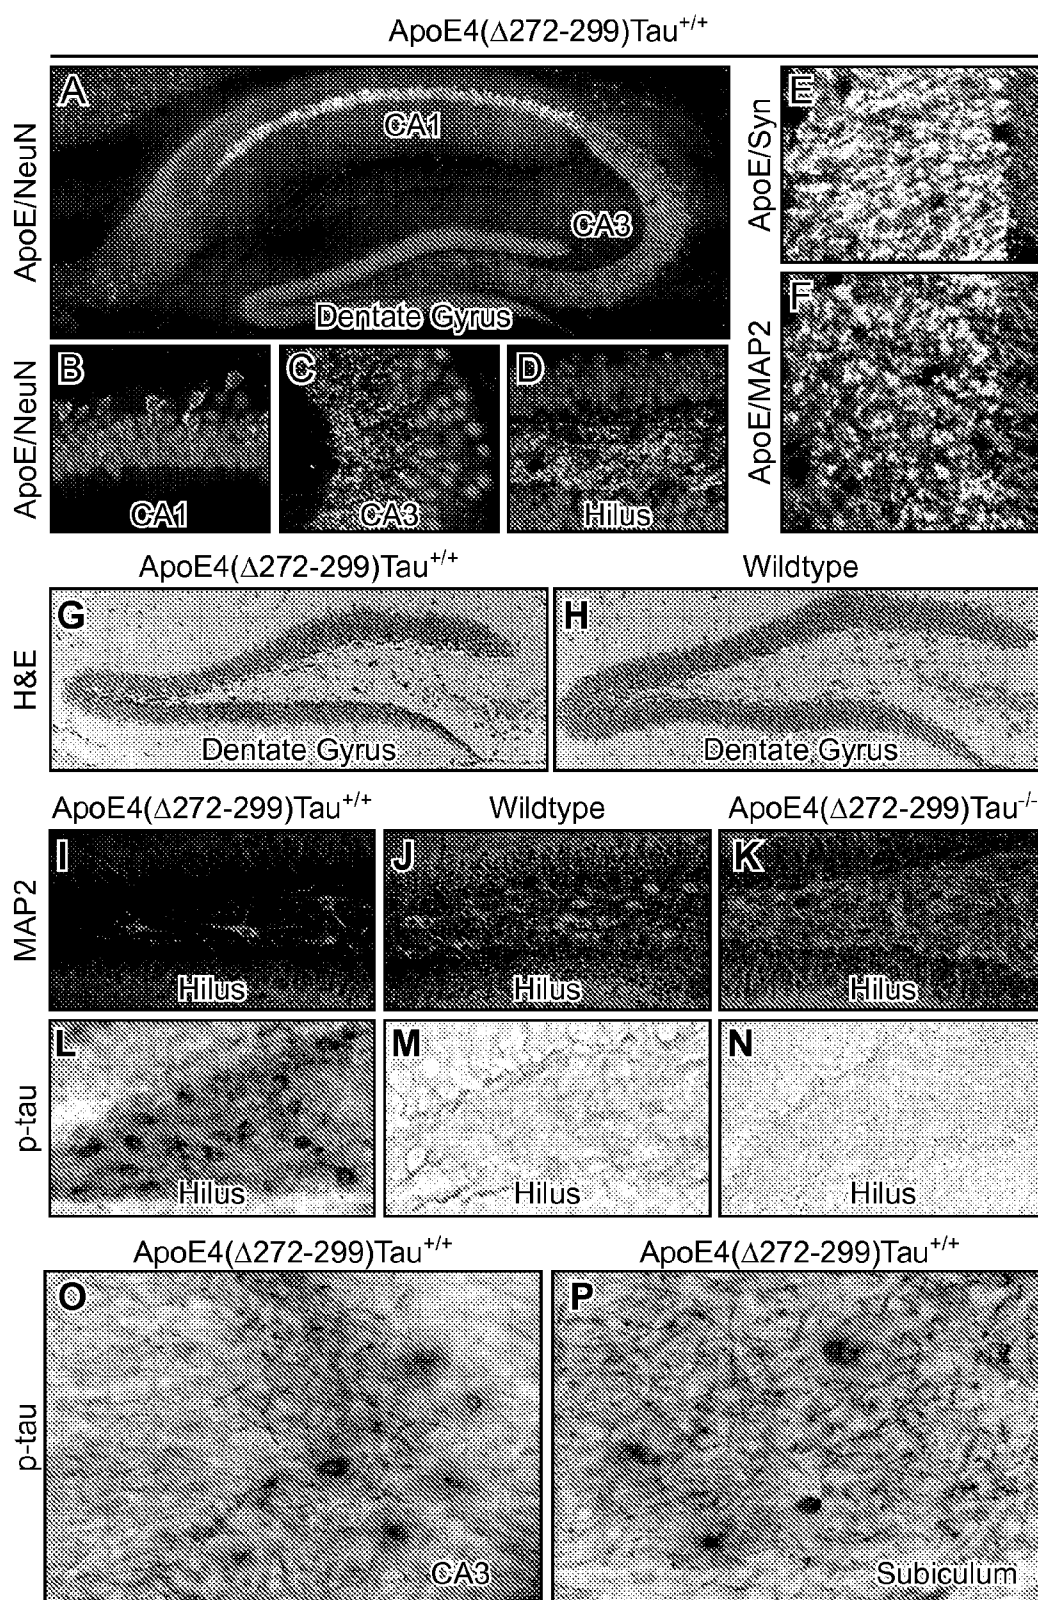 ApoE4(Δ272-299)Tau+/+
ApoE/NeuN
A
CA1
CA3
Dentate Gyrus
ApoE/Syn
E
ApoE/MAP2
F
ApoE/NeuN
B
CA1
C
CA3
D
Hilus
ApoE4(Δ272-299)Tau+/+
Wildtype
H&E
G
Dentate Gyrus
H
Dentate Gyrus
ApoE4(Δ272-299)Tau+/+
Wildtype
ApoE4(Δ272-299)Tau-/-
MAP2
I
Hilus
J
Hilus
K
Hilus
p-tau
L
Hilus
M
Hilus
N
Hilus
ApoE4(Δ272-299)Tau+/+
ApoE4(Δ272-299)Tau+/+
p-tau
O
CA3
P
Subiculum